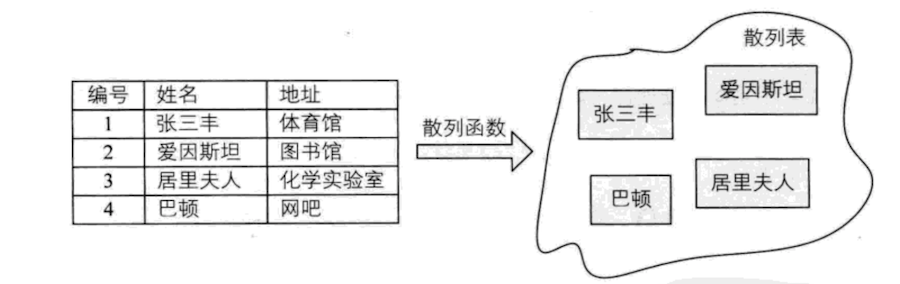 编号 姓名 地址
1 张三丰 体育馆
2 爱因斯坦 图书馆
3 居里夫人 化学实验室
4 巴顿 网吧
散列函数
散列表
张三丰
爱因斯坦
巴顿
居里夫人